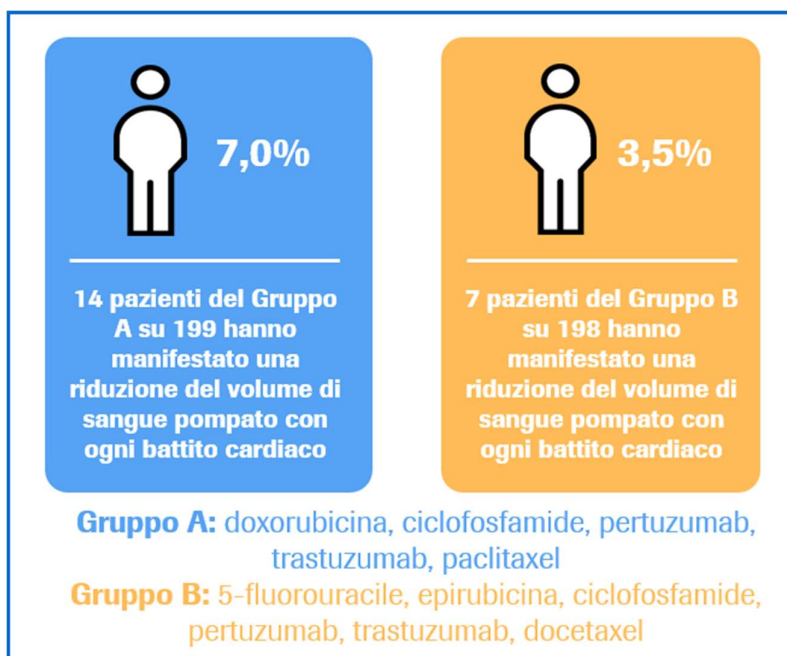 7,0%
14 pazienti del Gruppo
A su 199 hanno
manifestato una
riduzione del volume di
sangue pompato con
ogni battito cardiaco
3,5%
7 pazienti del Gruppo B
su 198 hanno
manifestato una
riduzione del volume di
sangue pompato con
ogni battito cardiaco
Gruppo A: doxorubicina, ciclofosfamide, pertuzumab,
trastuzumab, paclitaxel
Gruppo B: 5-fluorouracile, epirubicina, ciclofosfamide,
pertuzumab, trastuzumab, docetaxel